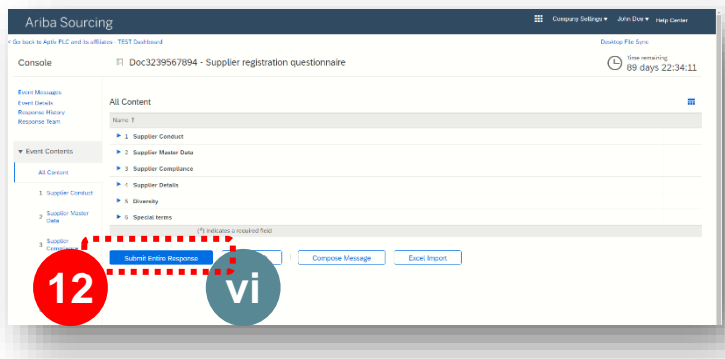 Ariba Sourcing
Company Settings ▾ John Doe ▾ Help Center
< Go back to Aptiv PLC and its affiliates - TEST Dashboard
Desktop File Sync
Console
Doc3239567894 - Supplier registration questionnaire
Time remaining
89 days 22:34:11
Event Messages
Event Details
Response History
Response Team
▾ Event Contents
All Content
1 Supplier Conduct
2 Supplier Master
Data
3 Supplier
All Content
Name ↑
► 1 Supplier Conduct
► 2 Supplier Master Data
► 3 Supplier Compliance
► 4 Supplier Details
► 5 Diversity
► 6 Special terms
(*) indicates a required field
Submit Entire Response
Compose Message
Excel Import
12
vi